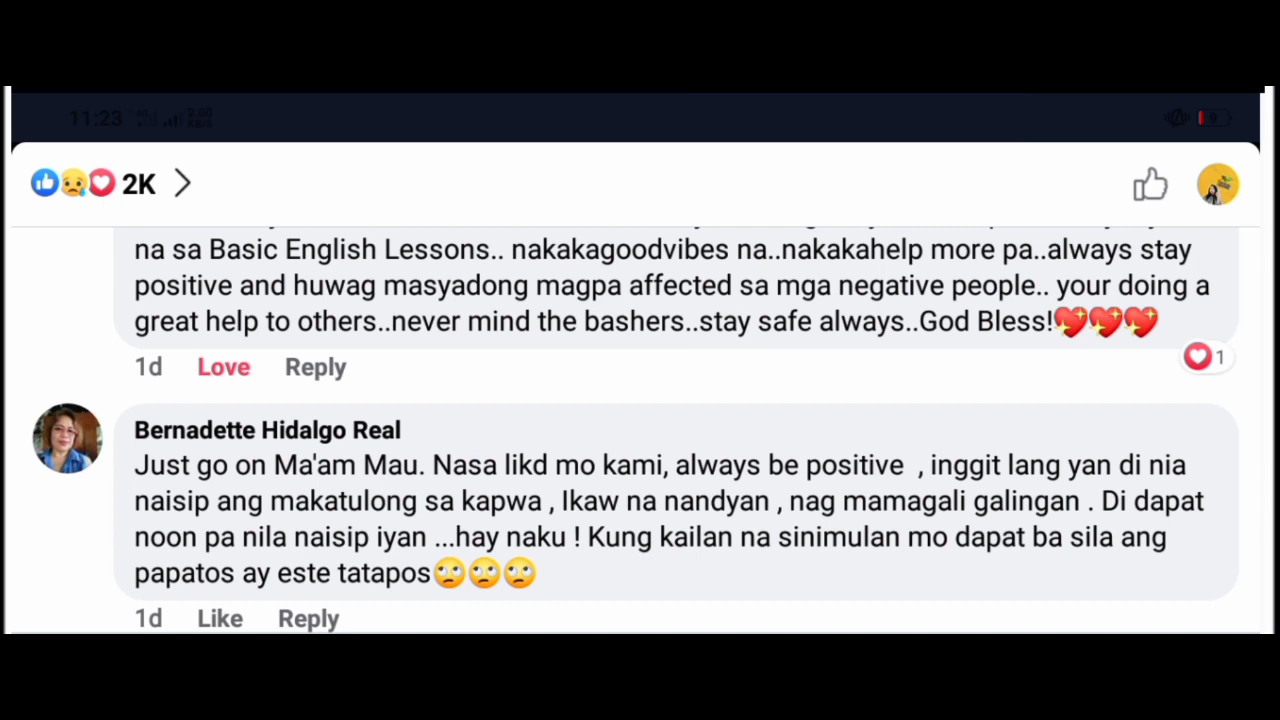 11:23
2K
na sa Basic English Lessons.. nakakagoodvibes na..nakakahelp more pa..always stay
positive and huwag masyadong magpa affected sa mga negative people.. your doing a
great help to others..never mind the bashers..stay safe always..God Bless!💖💖💖
1d Love Reply
1
Bernadette Hidalgo Real
Just go on Ma'am Mau. Nasa likd mo kami, always be positive , inggit lang yan di nia
naisip ang makatulong sa kapwa , Ikaw na nandyan , nag mamagali galingan . Di dapat
noon pa nila naisip iyan ...hay naku ! Kung kailan na sinimulan mo dapat ba sila ang
papatos ay este tatapos🙄🙄🙄
1d Like Reply